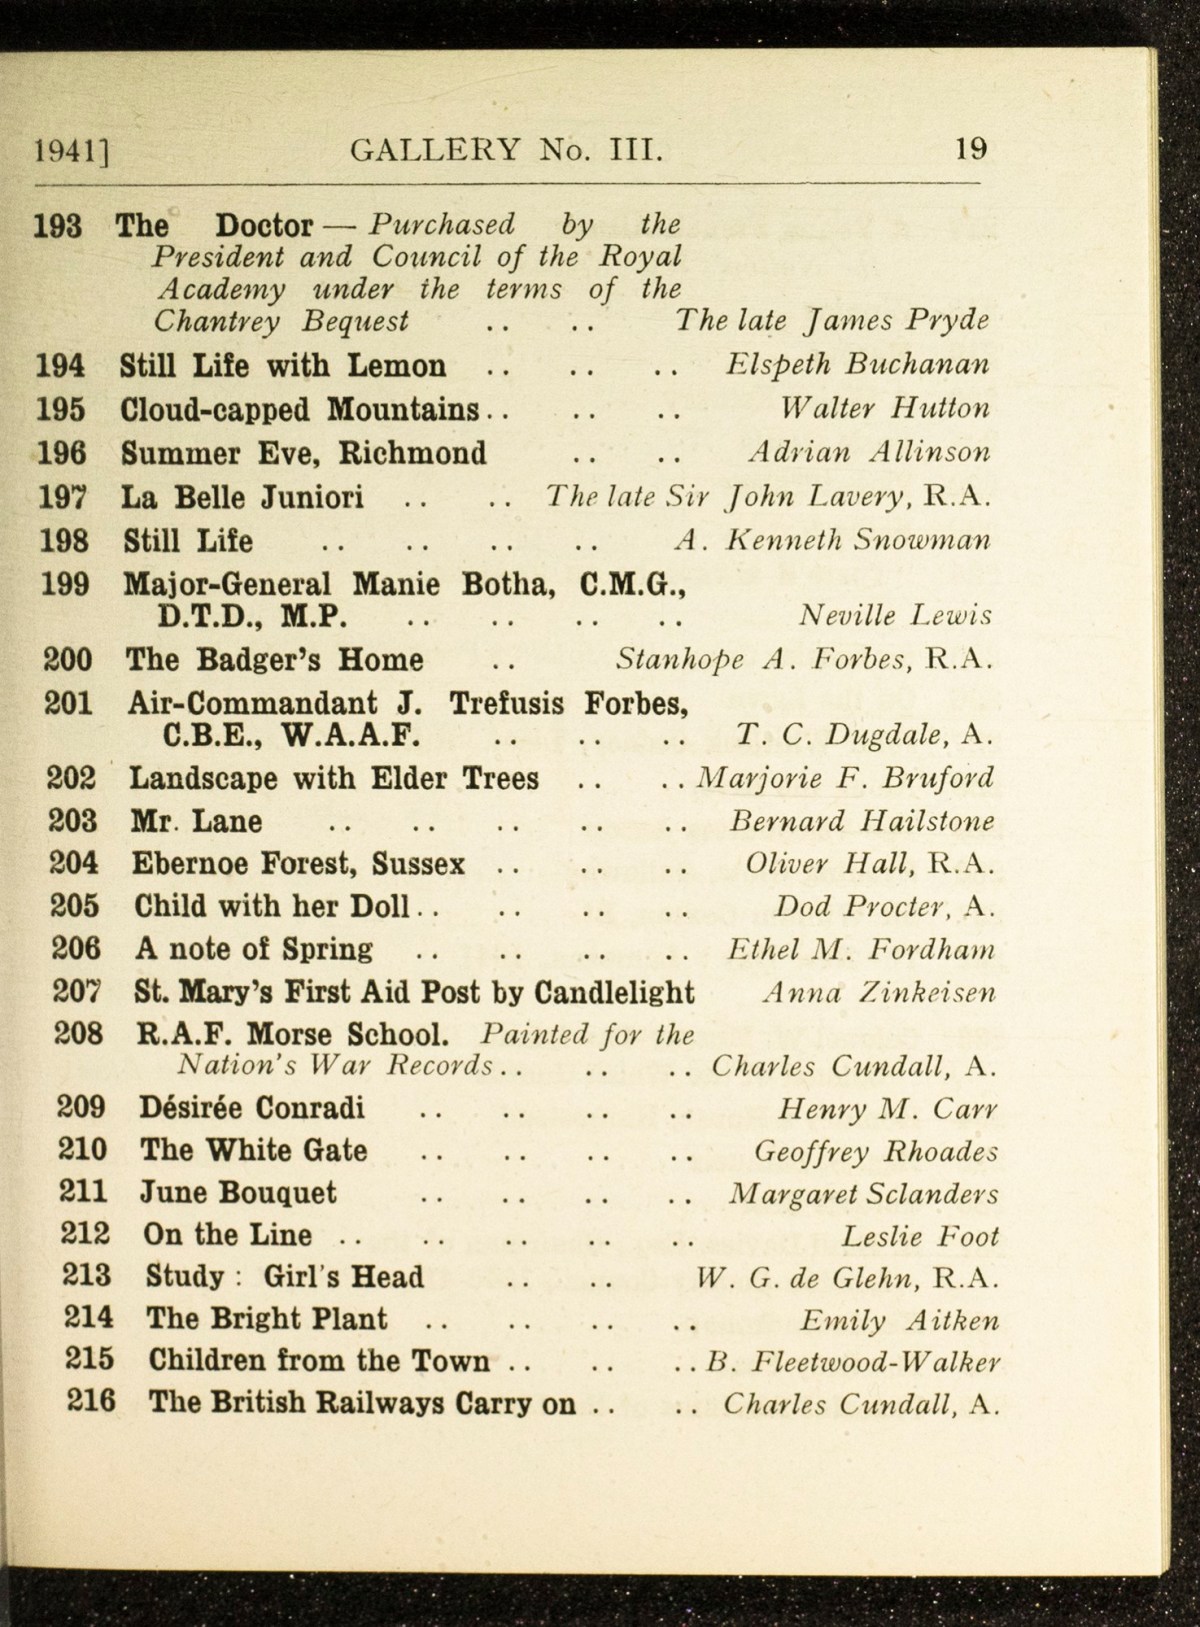 1941] GALLERY No. III. 19
193 The Doctor — Purchased by the
President and Council of the Royal
Academy under the terms of the
Chantrey Bequest .. .. The late James Pryde
194 Still Life with Lemon .. .. .. Elspeth Buchanan
195 Cloud-capped Mountains .. .. .. Walter Hutton
196 Summer Eve, Richmond .. .. Adrian Allinson
197 La Belle Juniori .. .. The late Sir John Lavery, R.A.
198 Still Life .. .. .. .. A. Kenneth Snowman
199 Major-General Manie Botha, C.M.G.,
D.T.D., M.P. .. .. .. .. Neville Lewis
200 The Badger's Home .. Stanhope A. Forbes, R.A.
201 Air-Commandant J. Trefusis Forbes,
C.B.E., W.A.A.F. .. .. .. T. C. Dugdale, A.
202 Landscape with Elder Trees .. .. Marjorie F. Bruford
203 Mr. Lane .. .. .. .. .. Bernard Hailstone
204 Ebernoe Forest, Sussex .. .. .. Oliver Hall, R.A.
205 Child with her Doll .. .. .. .. Dod Procter, A.
206 A note of Spring .. .. .. .. Ethel M. Fordham
207 St. Mary's First Aid Post by Candlelight Anna Zinkeisen
208 R.A.F. Morse School. Painted for the
Nation's War Records .. .. .. Charles Cundall, A.
209 Désirée Conradi .. .. .. .. Henry M. Carr
210 The White Gate .. .. .. .. Geoffrey Rhoades
211 June Bouquet .. .. .. .. Margaret Sclanders
212 On the Line .. .. .. .. .. Leslie Foot
213 Study : Girl's Head .. .. W. G. de Glehn, R.A.
214 The Bright Plant .. .. .. .. Emily Aitken
215 Children from the Town .. .. .. B. Fleetwood-Walker
216 The British Railways Carry on .. .. Charles Cundall, A.